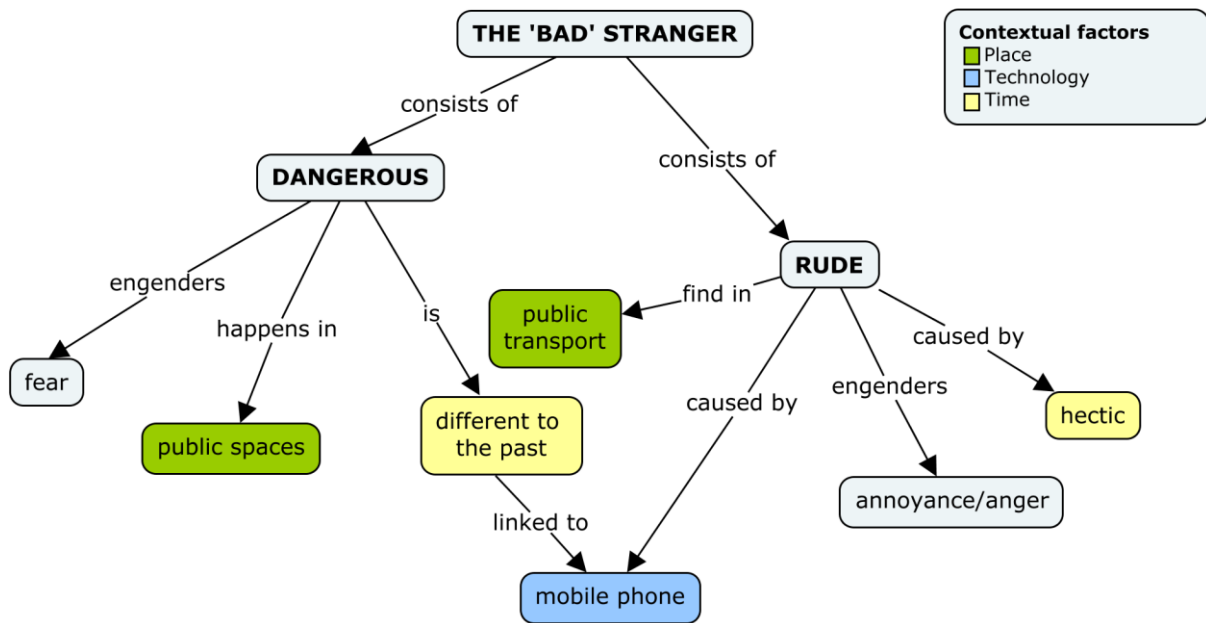 THE 'BAD' STRANGER
Contextual factors
Place
Technology
Time
consists of
consists of
DANGEROUS
RUDE
engenders
happens in
is
find in
public
transport
caused by
engenders
caused by
fear
public spaces
different to
the past
hectic
annoyance/anger
linked to
mobile phone